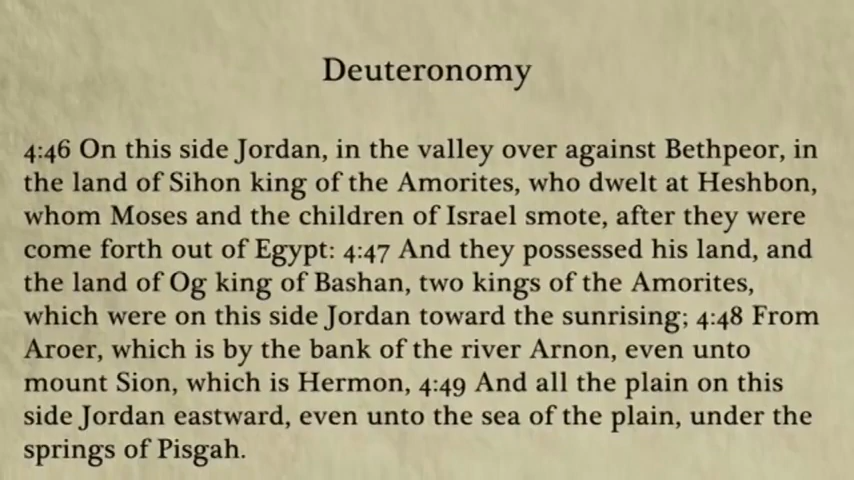 Deuteronomy
4:46 On this side Jordan, in the valley over against Bethpeor, in
the land of Sihon king of the Amorites, who dwelt at Heshbon,
whom Moses and the children of Israel smote, after they were
come forth out of Egypt: 4:47 And they possessed his land, and
the land of Og king of Bashan, two kings of the Amorites,
which were on this side Jordan toward the sunrising; 4:48 From
Aroer, which is by the bank of the river Arnon, even unto
mount Sion, which is Hermon, 4:49 And all the plain on this
side Jordan eastward, even unto the sea of the plain, under the
springs of Pisgah.